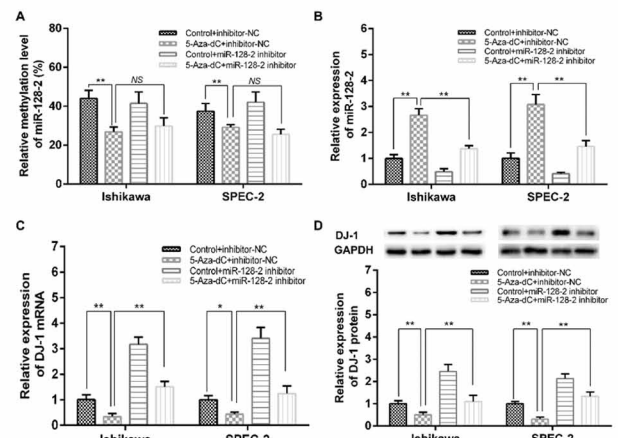 A
Relative methylation level
of miR-128-2 (%)
80
60
40
20
0
Control+inhibitor-NC
5-Aza-dC+inhibitor-NC
Control+miR-128-2 inhibitor
5-Aza-dC+miR-128-2 inhibitor
** NS ** NS
Ishikawa SPEC-2
B
Relative expression
of miR-128-2
6
5
4
3
2
1
0
Control+inhibitor-NC
5-Aza-dC+inhibitor-NC
Control+miR-128-2 inhibitor
5-Aza-dC+miR-128-2 inhibitor
** ** ** **
Ishikawa SPEC-2
C
Relative expression
of DJ-1 mRNA
7
6
5
4
3
2
1
0
Control+inhibitor-NC
5-Aza-dC+inhibitor-NC
Control+miR-128-2 inhibitor
5-Aza-dC+miR-128-2 inhibitor
** ** * **
Ishikawa SPEC-2
D
DJ-1
GAPDH
Relative expression
of DJ-1 protein
7
6
5
4
3
2
1
0
Control+inhibitor-NC
5-Aza-dC+inhibitor-NC
Control+miR-128-2 inhibitor
5-Aza-dC+miR-128-2 inhibitor
** ** ** **
Ishikawa SPEC-2